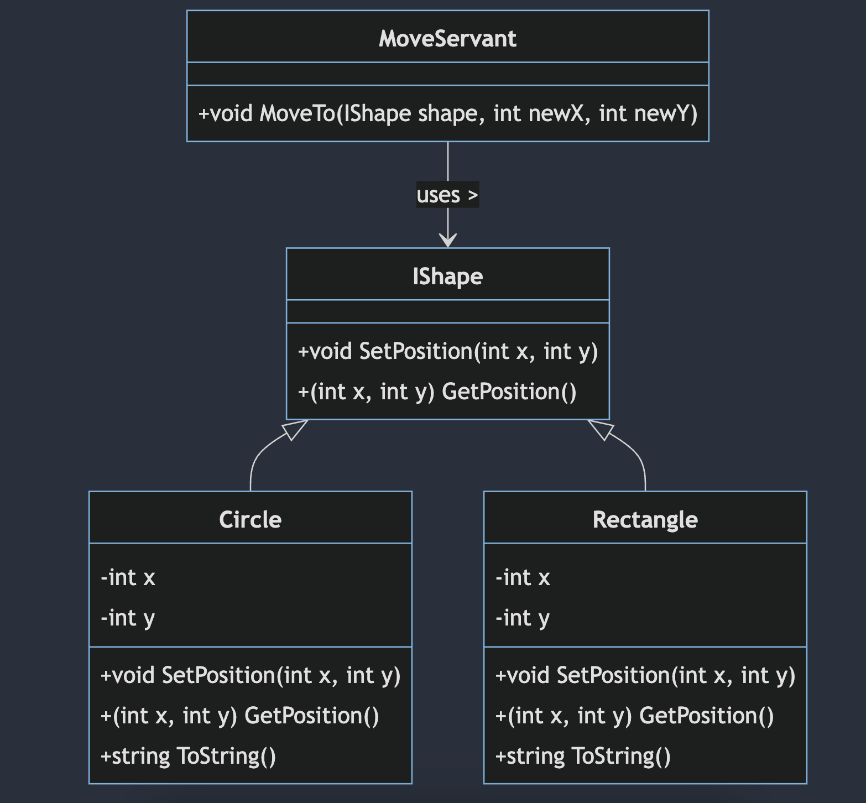 MoveServant
+void MoveTo(IShape shape, int newX, int newY)
uses >
IShape
+void SetPosition(int x, int y)
+(int x, int y) GetPosition()
Circle
-int x
-int y
+void SetPosition(int x, int y)
+(int x, int y) GetPosition()
+string ToString()
Rectangle
-int x
-int y
+void SetPosition(int x, int y)
+(int x, int y) GetPosition()
+string ToString()